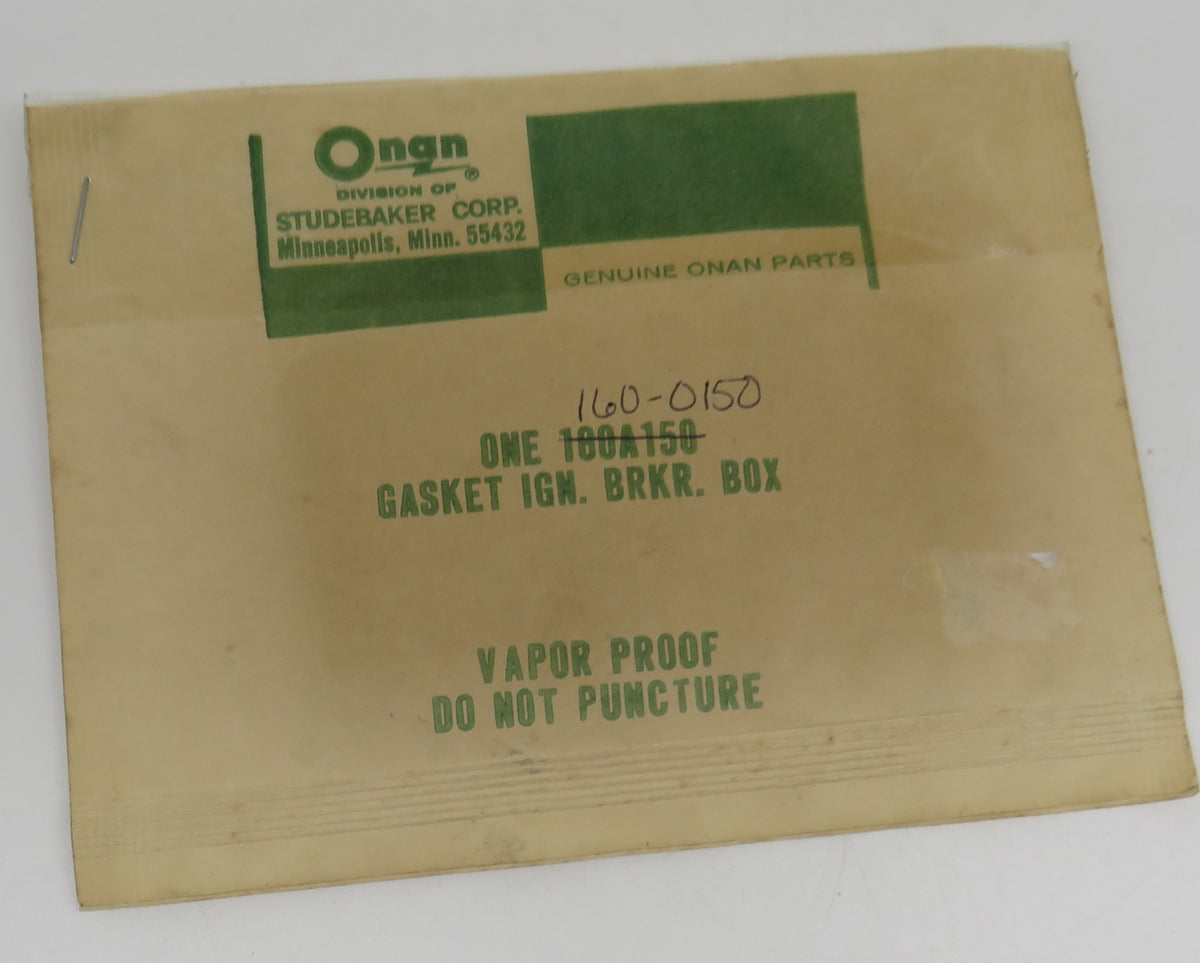 Onan®
DIVISION OF
STUDEBAKER CORP.
Minneapolis, Minn. 55432
GENUINE ONAN PARTS
160-0150
ONE 160A150
GASKET IGN. BRKR. BOX
VAPOR PROOF
DO NOT PUNCTURE